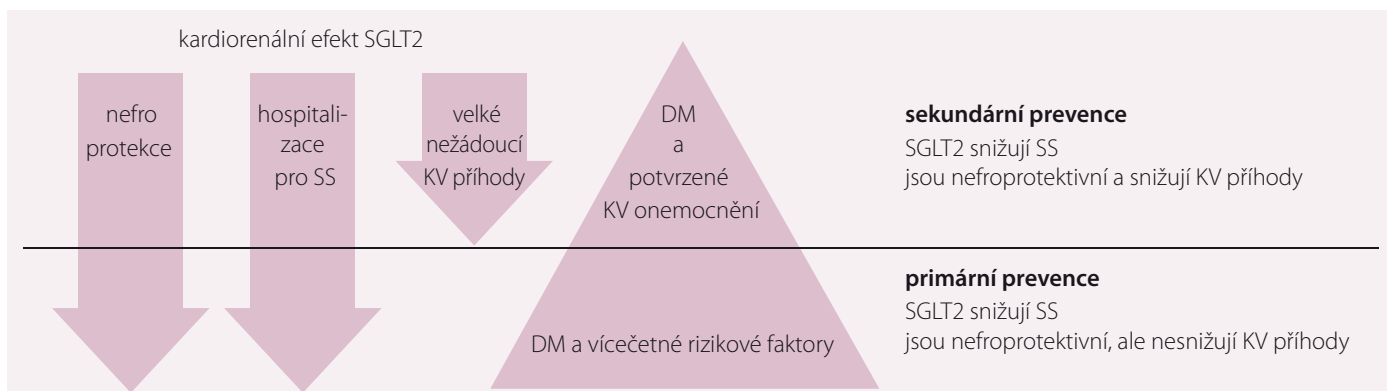 kardiorenální efekt SGLT2
nefro
protekce
hospitali-
zace
pro SS
velké
nežádoucí
KV příhody
DM
a
potvrzené
KV onemocnění
sekundární prevence
SGLT2 snižují SS
jsou nefroprotektivní a snižují KV příhody
DM a vícečetné rizikové faktory
primární prevence
SGLT2 snižují SS
jsou nefroprotektivní, ale nesnižují KV příhody